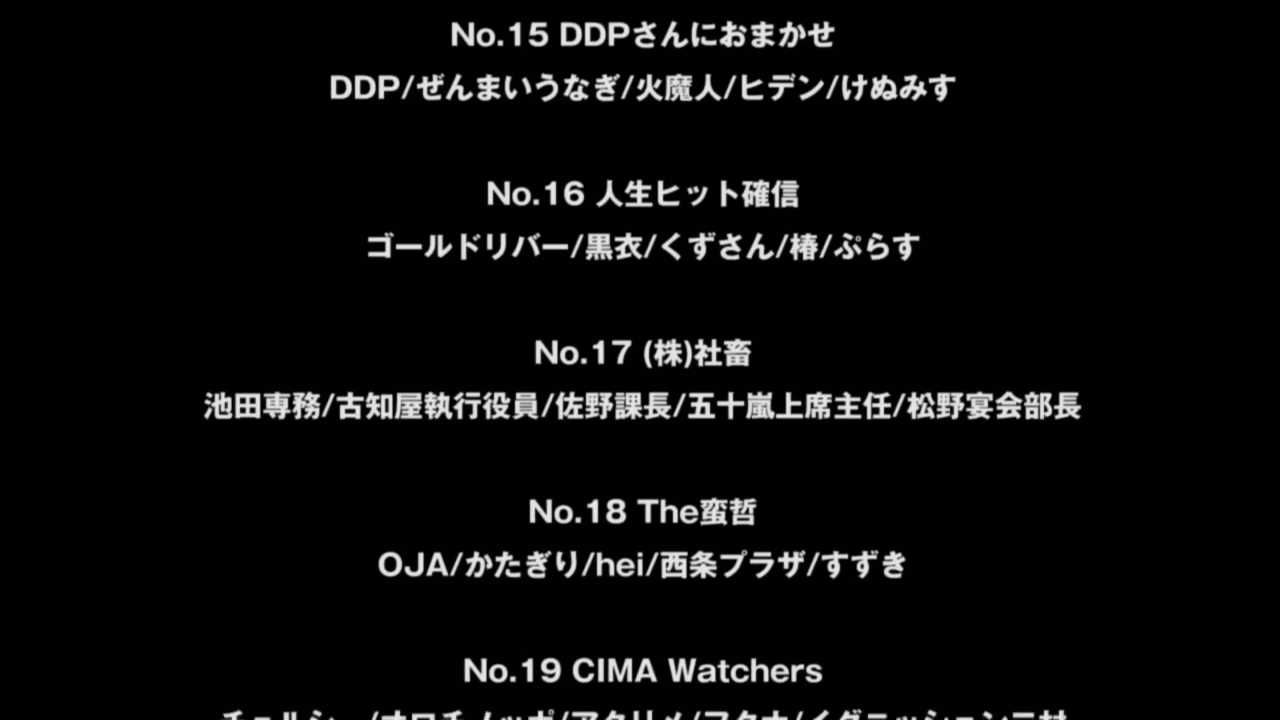 No.15 DDPさんにおまかせ
DDP/ぜんまいうなぎ/火魔人/ヒデン/けぬみす
No.16 人生ヒット確信
ゴールドリバー/黒衣/くずさん/椿/ぷらす
No.17 (株)社畜
池田専務/古知屋執行役員/佐野課長/五十嵐上席主任/松野宴会部長
No.18 The蛮哲
OJA/かたぎり/hei/西条プラザ/すずき
No.19 CIMA Watchers